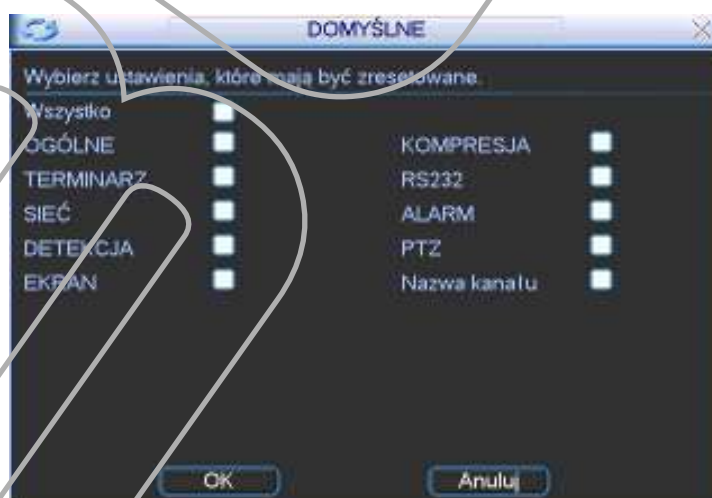 DOMYŚLNE
Wybierz ustawienia, które mają być zresetowane.
Wszystko
OGÓLNE KOMPRESJA
TERMINARZ RS232
SIEĆ ALARM
DETEKCJA PTZ
EKRAN Nazwa kanału
OK Anuluj